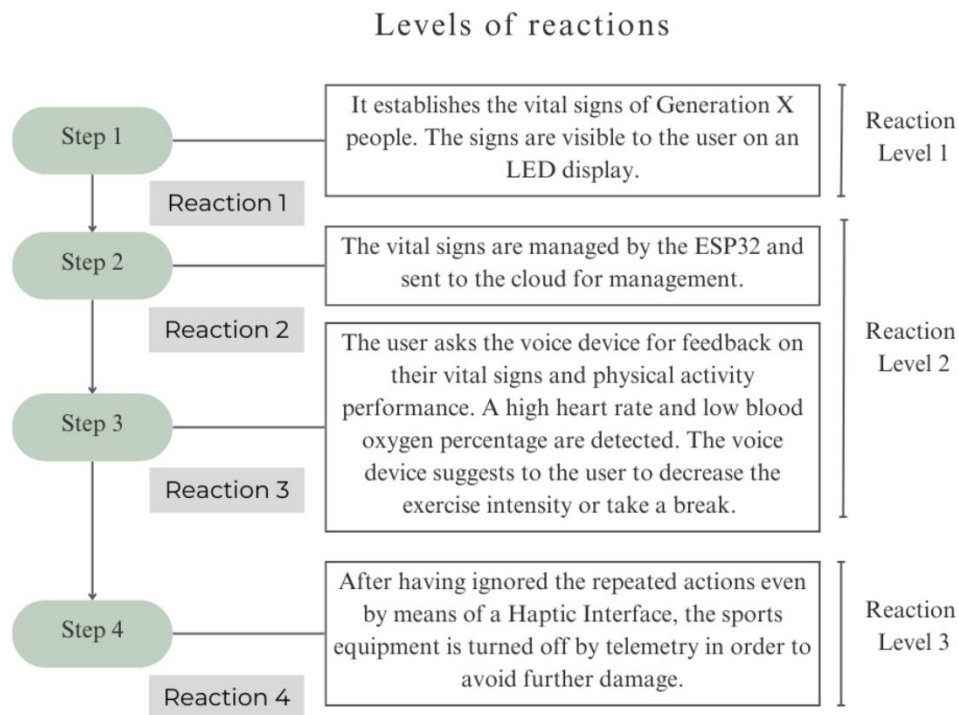 Levels of reactions
Step 1
It establishes the vital signs of Generation X
people. The signs are visible to the user on an
LED display.
Reaction
Level 1
Reaction 1
Step 2
The vital signs are managed by the ESP32 and
sent to the cloud for management.
Reaction 2
Reaction
Level 2
Step 3
The user asks the voice device for feedback on
their vital signs and physical activity
performance. A high heart rate and low blood
oxygen percentage are detected. The voice
device suggests to the user to decrease the
exercise intensity or take a break.
Reaction 3
Step 4
After having ignored the repeated actions even
by means of a Haptic Interface, the sports
equipment is turned off by telemetry in order to
avoid further damage.
Reaction
Level 3
Reaction 4